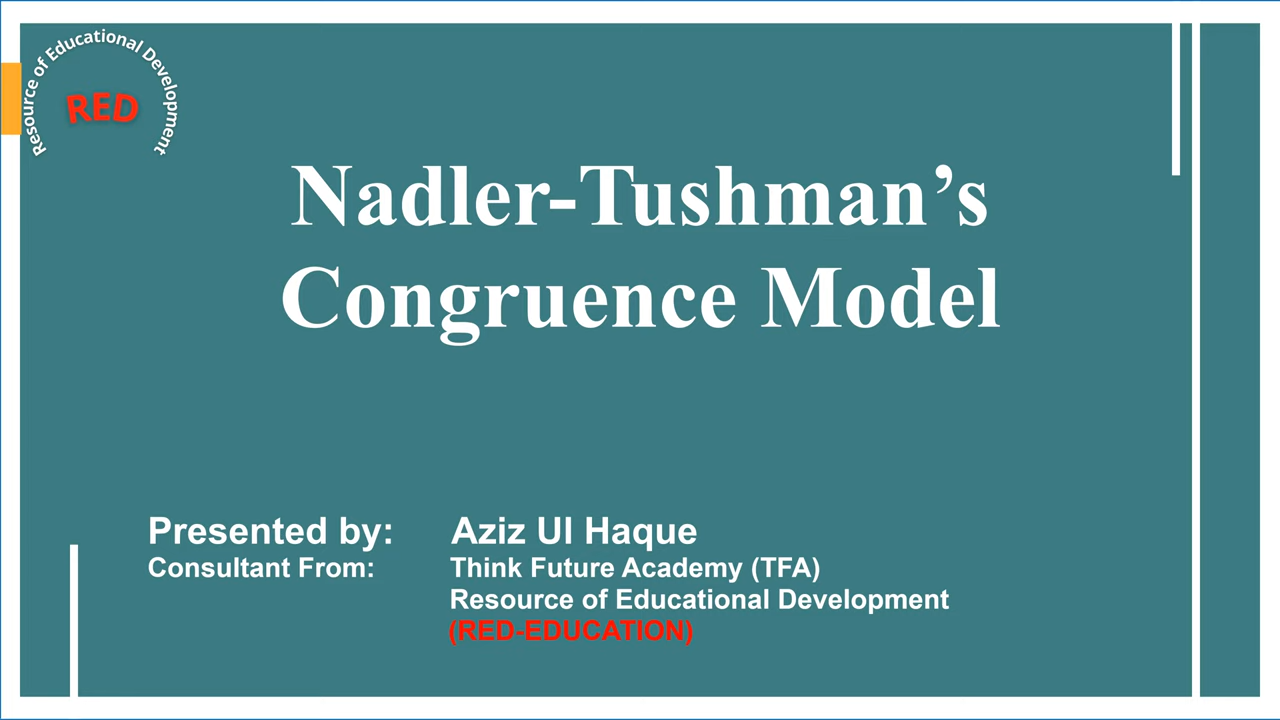 Resource of Educational Development
RED
Nadler-Tushman’s
Congruence Model
Presented by: Aziz Ul Haque
Consultant From: Think Future Academy (TFA)
Resource of Educational Development
(RED-EDUCATION)